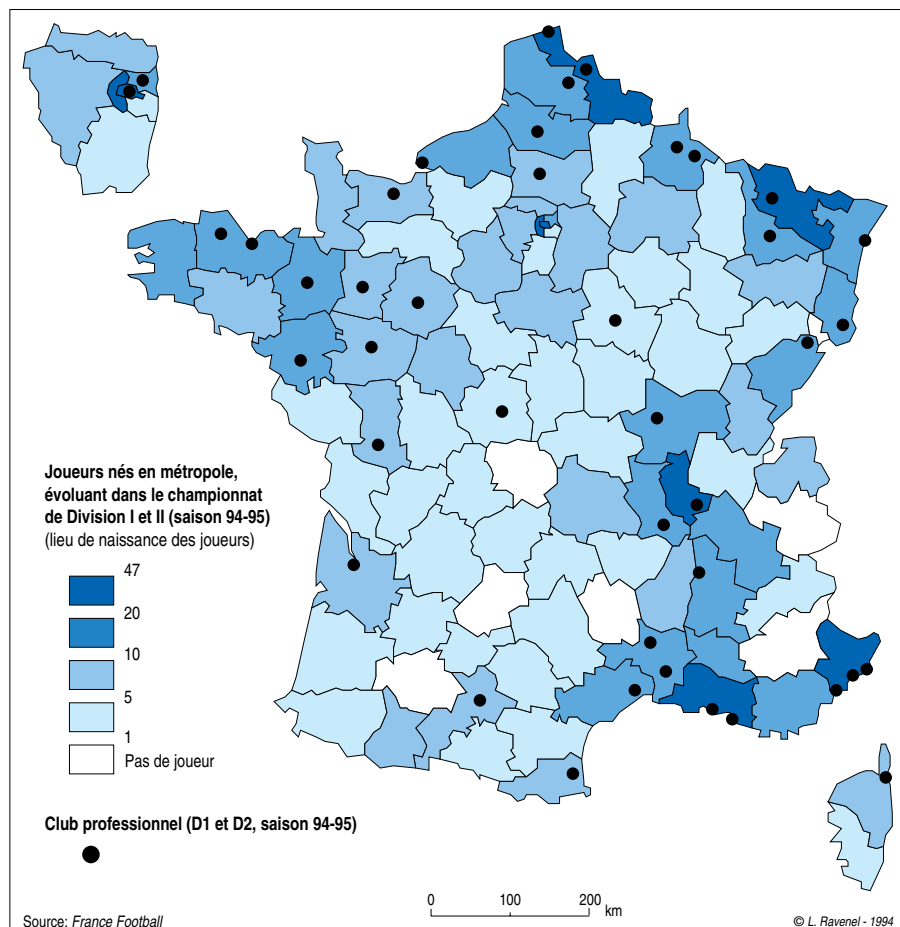 Joueurs nés en métropole,
évoluant dans le championnat
de Division I et II (saison 94-95)
(lieu de naissance des joueurs)
47
20
10
5
1
Pas de joueur
Club professionnel (D1 et D2, saison 94-95)
0 100 200
km
Source: France Football
© L. Ravenel - 1994